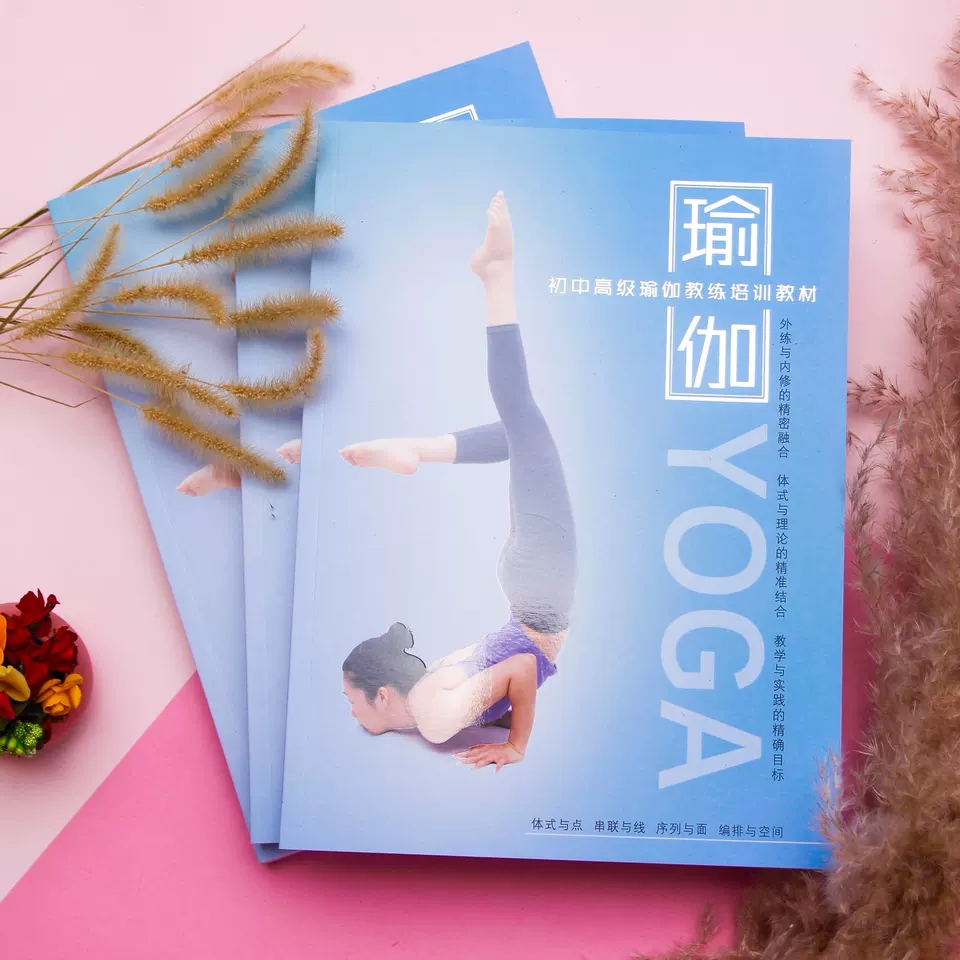 瑜
初中高级瑜伽教练培训教材
伽
YOGA
外练与内修的精密融合 体式与理论的精准结合 教学与实践的精确目标
体式与点 串联与线 序列与面 编排与空间